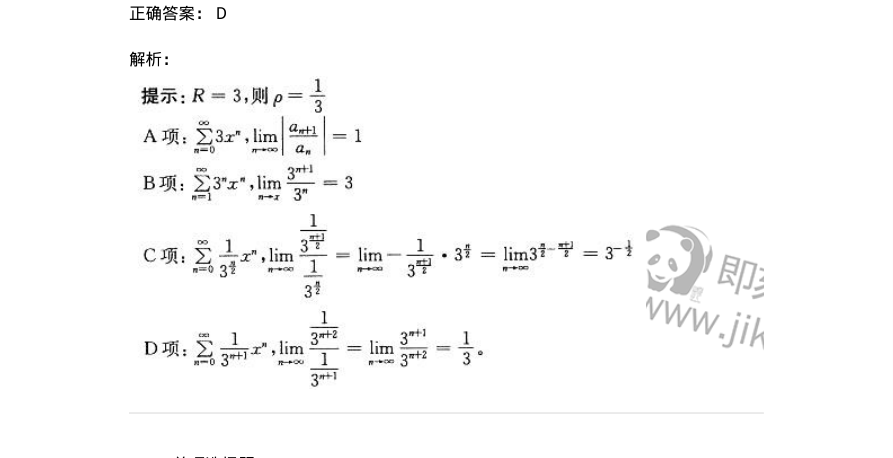 正确答案： D
解析：
提示: R = 3,则 ρ = 1/3
A 项: ∑_{n=0}^{∞} 3x^n, lim_{n→∞} |a_{n+1}/a_n| = 1
B 项: ∑_{n=1}^{∞} 3^n x^n, lim_{n→x} 3^{n+1}/3^n = 3
C 项: ∑_{n=0}^{∞} 1/3^{n/2} x^n, lim_{n→∞} (1/3^{(n+1)/2})/(1/3^{n/2}) = lim_{n→∞} − 1/3^{(n+1)/2} · 3^{n/2} = lim_{n→∞} 3^{n/2 − (n+1)/2} = 3^{−1/2}
D 项: ∑_{n=0}^{∞} 1/3^{n+1} x^n, lim_{n→∞} (1/3^{n+2})/(1/3^{n+1}) = lim_{n→∞} 3^{n+1}/3^{n+2} = 1/3 。
www.jik